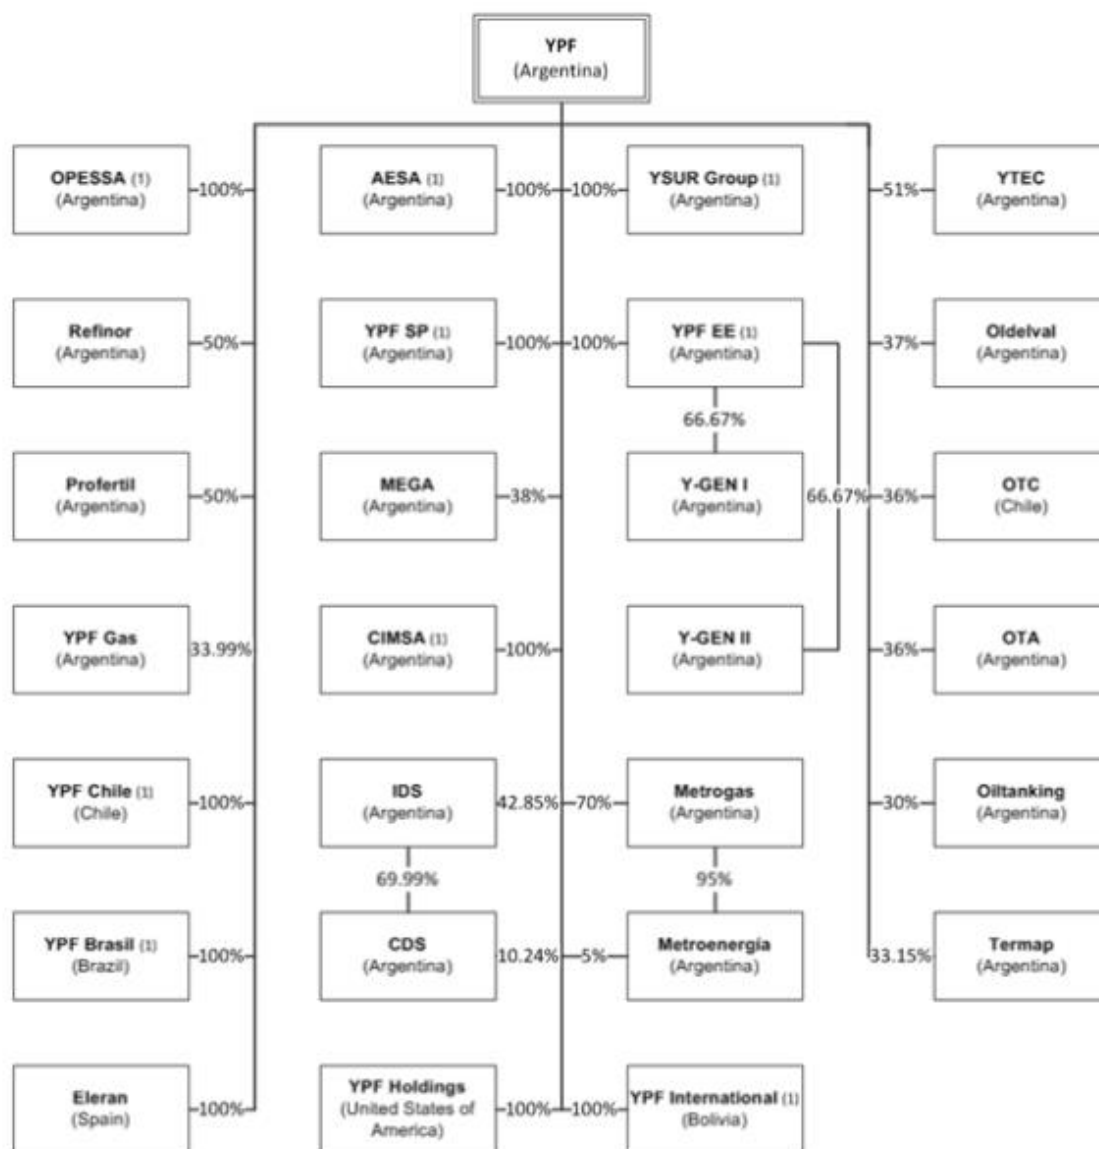 YPF
(Argentina)
OPESSA (1)
(Argentina)
100%
AESA (1)
(Argentina)
100%
100%
YSUR Group (1)
(Argentina)
51%
YTEC
(Argentina)
Refinor
(Argentina)
50%
YPF SP (1)
(Argentina)
100%
100%
YPF EE (1)
(Argentina)
37%
Oldelval
(Argentina)
66.67%
Profertil
(Argentina)
50%
MEGA
(Argentina)
38%
Y-GEN I
(Argentina)
66.67%
36%
OTC
(Chile)
YPF Gas
(Argentina)
33.99%
CIMSA (1)
(Argentina)
100%
Y-GEN II
(Argentina)
36%
OTA
(Argentina)
YPF Chile (1)
(Chile)
100%
IDS
(Argentina)
42.85%
70%
Metrogas
(Argentina)
30%
Oiltanking
(Argentina)
69.99%
95%
YPF Brasil (1)
(Brazil)
100%
CDS
(Argentina)
10.24%
5%
Metroenergía
(Argentina)
33.15%
Termap
(Argentina)
Eleran
(Spain)
100%
YPF Holdings
(United States of
America)
100%
100%
YPF International (1)
(Bolivia)